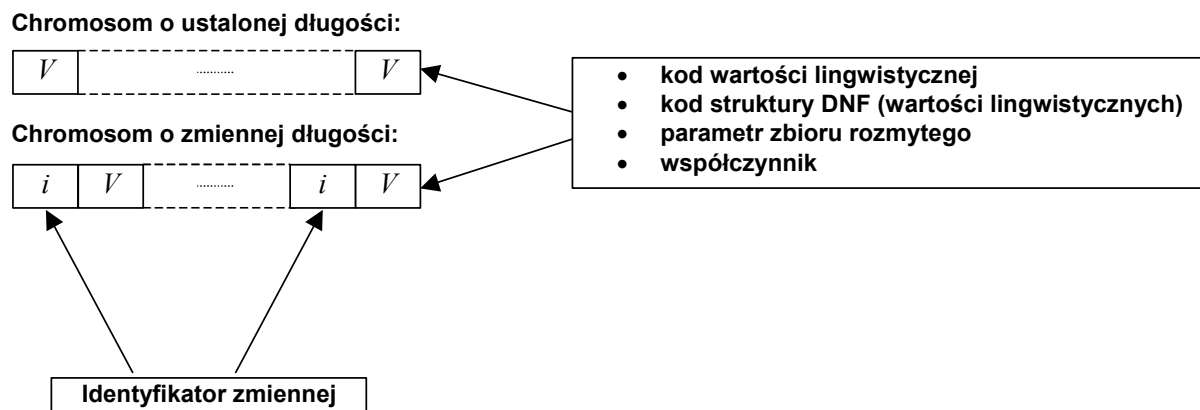 Chromosom o ustalonej długości:
V ........... V
Chromosom o zmiennej długości:
i V ........... i V
• kod wartości lingwistycznej
• kod struktury DNF (wartości lingwistycznych)
• parametr zbioru rozmytego
• współczynnik
Identyfikator zmiennej